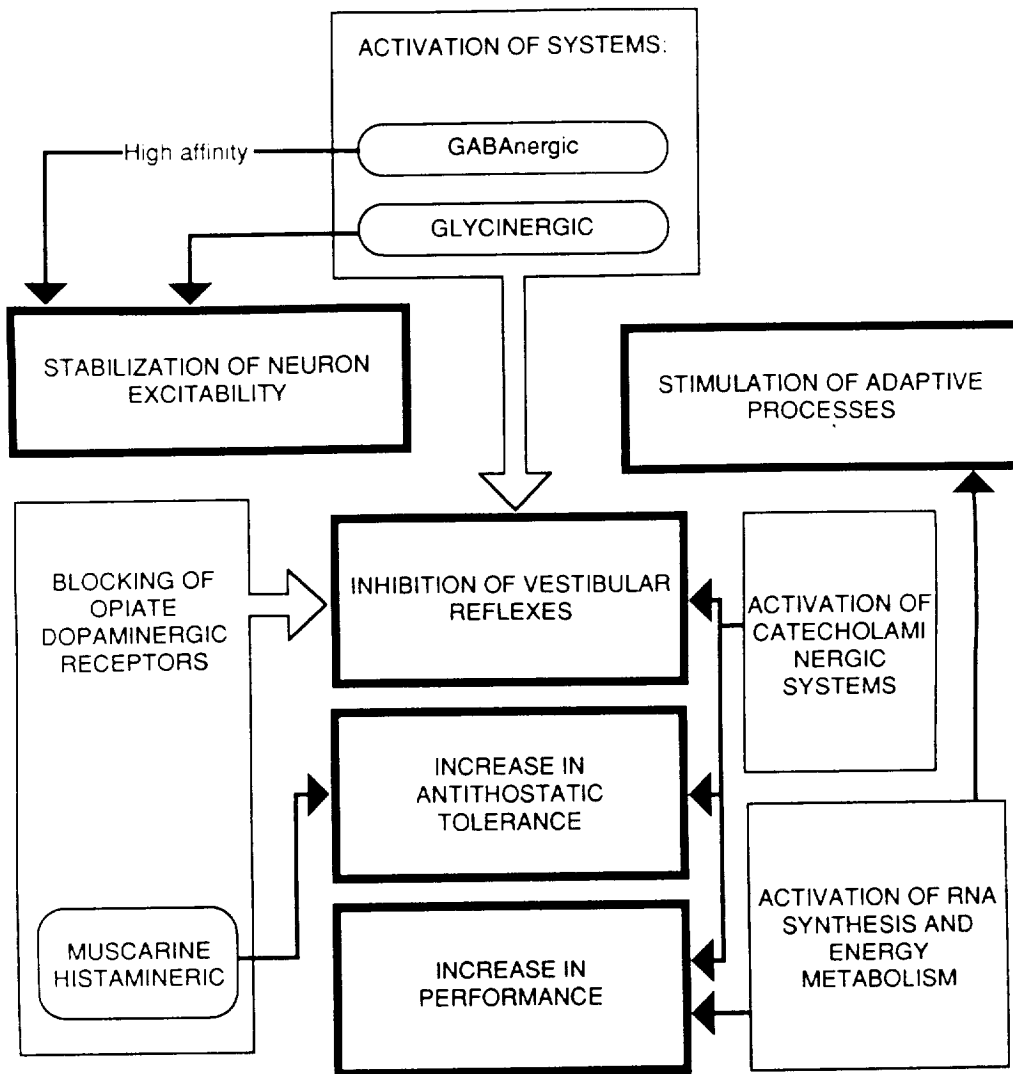 ACTIVATION OF SYSTEMS:
High affinity
GABAnergic
GLYCINERGIC
STABILIZATION OF NEURON
EXCITABILITY
STIMULATION OF ADAPTIVE
PROCESSES
BLOCKING OF
OPIATE
DOPAMINERGIC
RECEPTORS
INHIBITION OF VESTIBULAR
REFLEXES
ACTIVATION OF
CATECHOLAMI
NERGIC
SYSTEMS
INCREASE IN
ANTITHOSTATIC
TOLERANCE
MUSCARINE
HISTAMINERIC
INCREASE IN
PERFORMANCE
ACTIVATION OF RNA
SYNTHESIS AND
ENERGY
METABOLISM